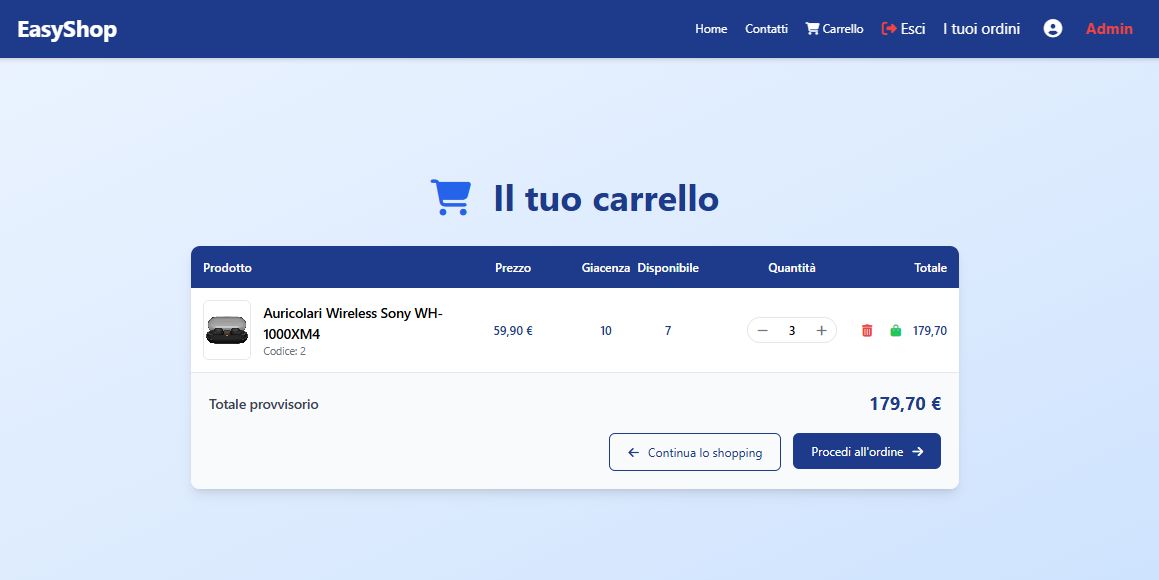 EasyShop
Home Contatti Carrello Esci I tuoi ordini Admin
Il tuo carrello
Prodotto Prezzo Giacenza Disponibile Quantità Totale
Auricolari Wireless Sony WH-
1000XM4
Codice: 2
59,90 € 10 7 − 3 + 179,70
Totale provvisorio 179,70 €
← Continua lo shopping Procedi all'ordine →